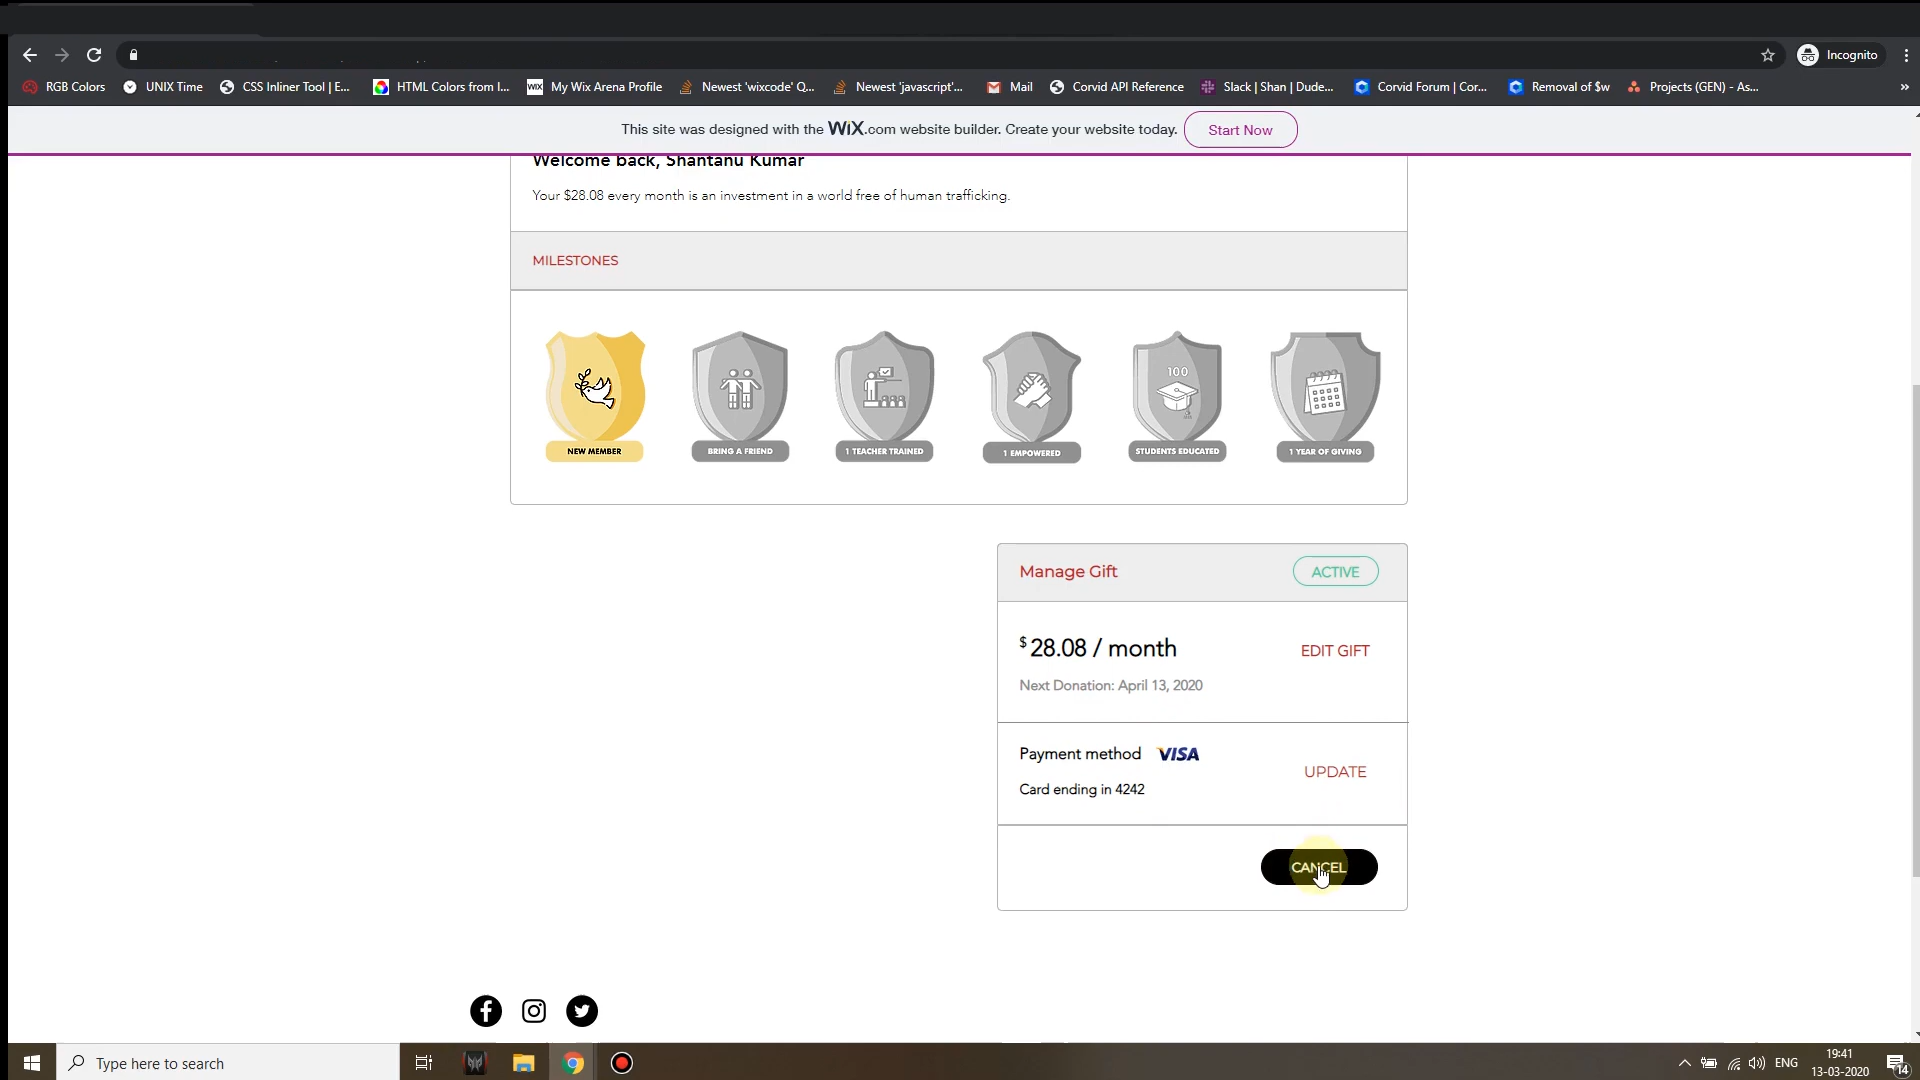 Incognito
RGB Colors
UNIX Time
CSS Inliner Tool | E...
HTML Colors from I...
WIX
My Wix Arena Profile
Newest 'wixcode' Q...
Newest 'javascript'...
Mail
Corvid API Reference
Slack | Shan | Dude...
Corvid Forum | Cor...
Removal of $w
Projects (GEN) - As...
»
This site was designed with the WiX.com website builder. Create your website today.
Start Now
Welcome back, Shantanu Kumar
Your $28.08 every month is an investment in a world free of human trafficking.
MILESTONES
100
NEW MEMBER
BRING A FRIEND
1 TEACHER TRAINED
1 EMPOWERED
STUDENTS EDUCATED
1 YEAR OF GIVING
Manage Gift
ACTIVE
$28.08 / month
EDIT GIFT
Next Donation: April 13, 2020
Payment method VISA
UPDATE
Card ending in 4242
CANCEL
Type here to search
ENG
19:41
13-03-2020
14